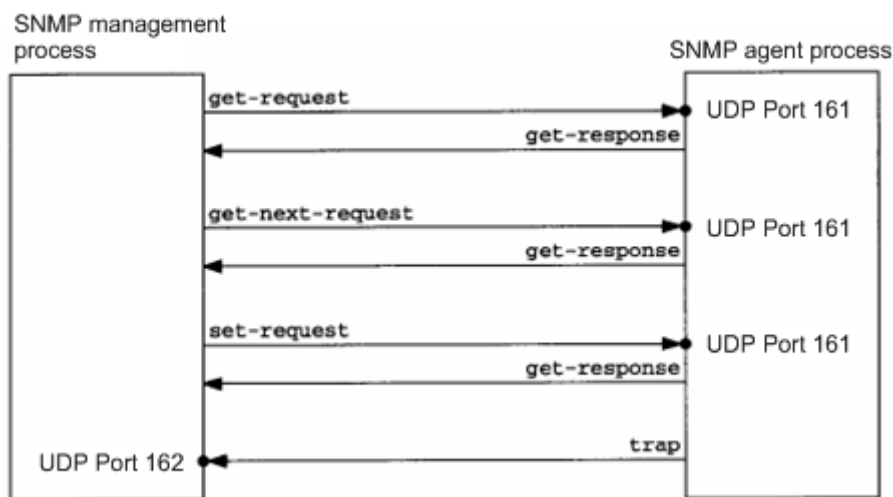 SNMP management
process
SNMP agent process
get-request
UDP Port 161
get-response
get-next-request
UDP Port 161
get-response
set-request
UDP Port 161
get-response
trap
UDP Port 162